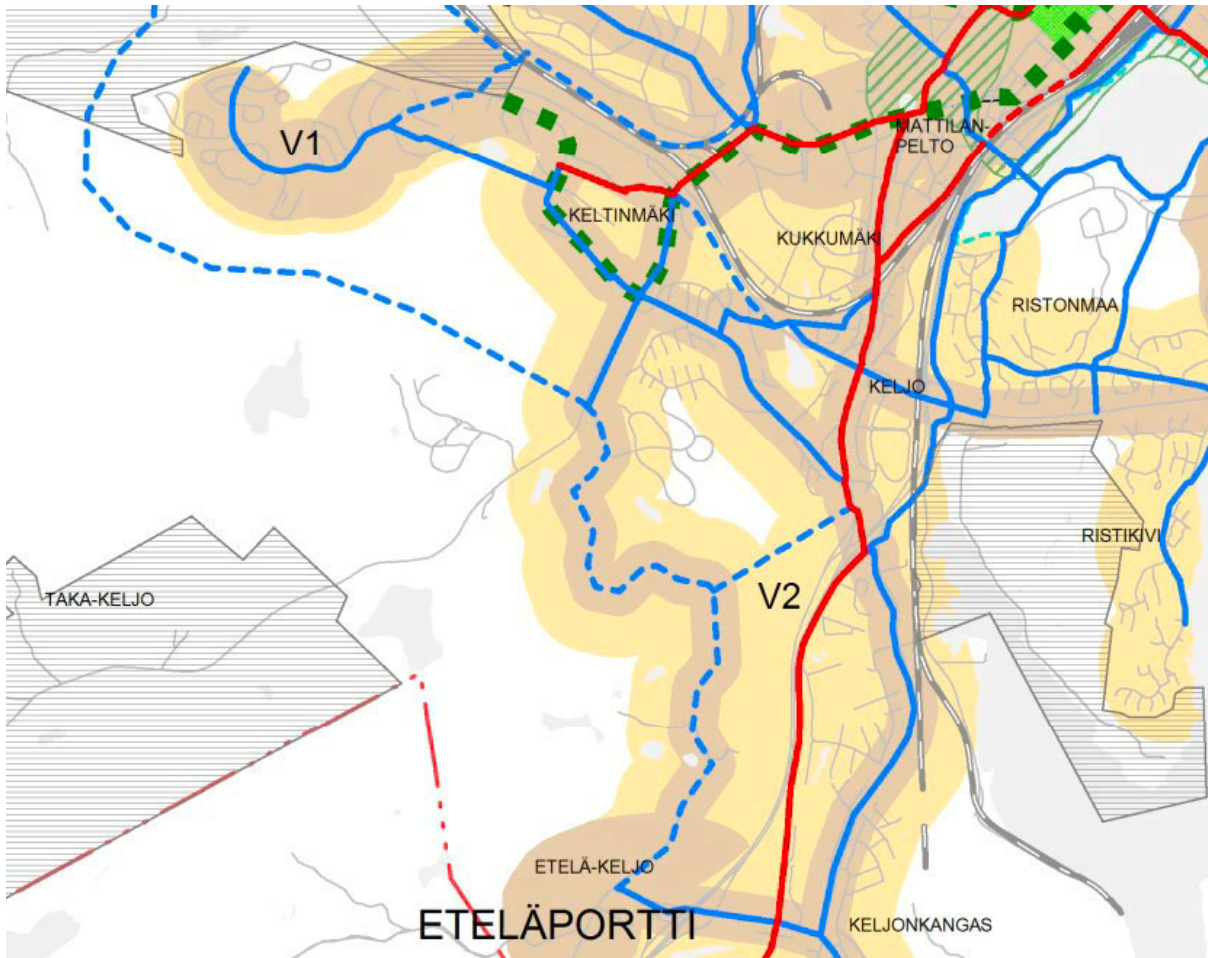 V1
MATTILAN-
PELTO
KELTINMÄKI
KUKKUMÄKI
RISTONMAA
KELJO
RISTIKIVI
TAKA-KELJO
V2
ETELÄ-KELJO
ETELÄPORTTI
KELJONKANGAS